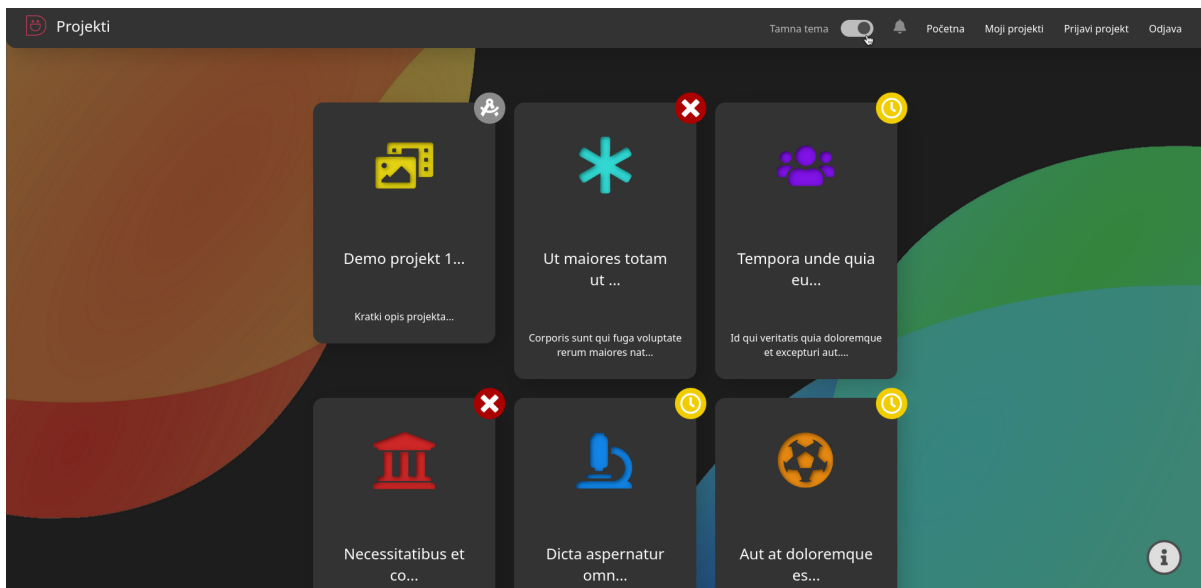 Projekti
Tamna tema
Početna
Moji projekti
Prijavi projekt
Odjava
Demo projekt 1...
Kratki opis projekta...
Ut maiores totam
ut ...
Corporis sunt qui fuga voluptate
rerum maiores nat...
Tempora unde quia
eu...
Id qui veritatis quia doloremque
et excepturi aut....
Necessitatibus et
co...
Dicta aspernatur
omn...
Aut at doloremque
es...